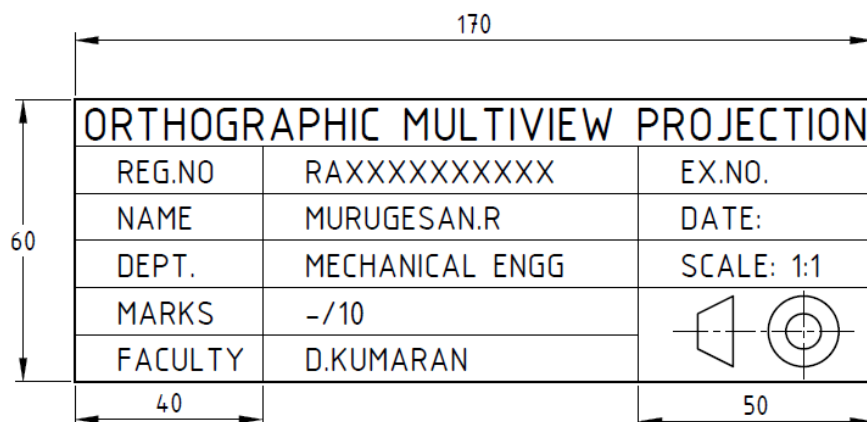 170
ORTHOGRAPHIC MULTIVIEW PROJECTION
REG.NO RAXXXXXXXXXX EX.NO.
NAME MURUGESAN.R DATE:
60
DEPT. MECHANICAL ENGG SCALE: 1:1
MARKS -/10
FACULTY D.KUMARAN
40 50